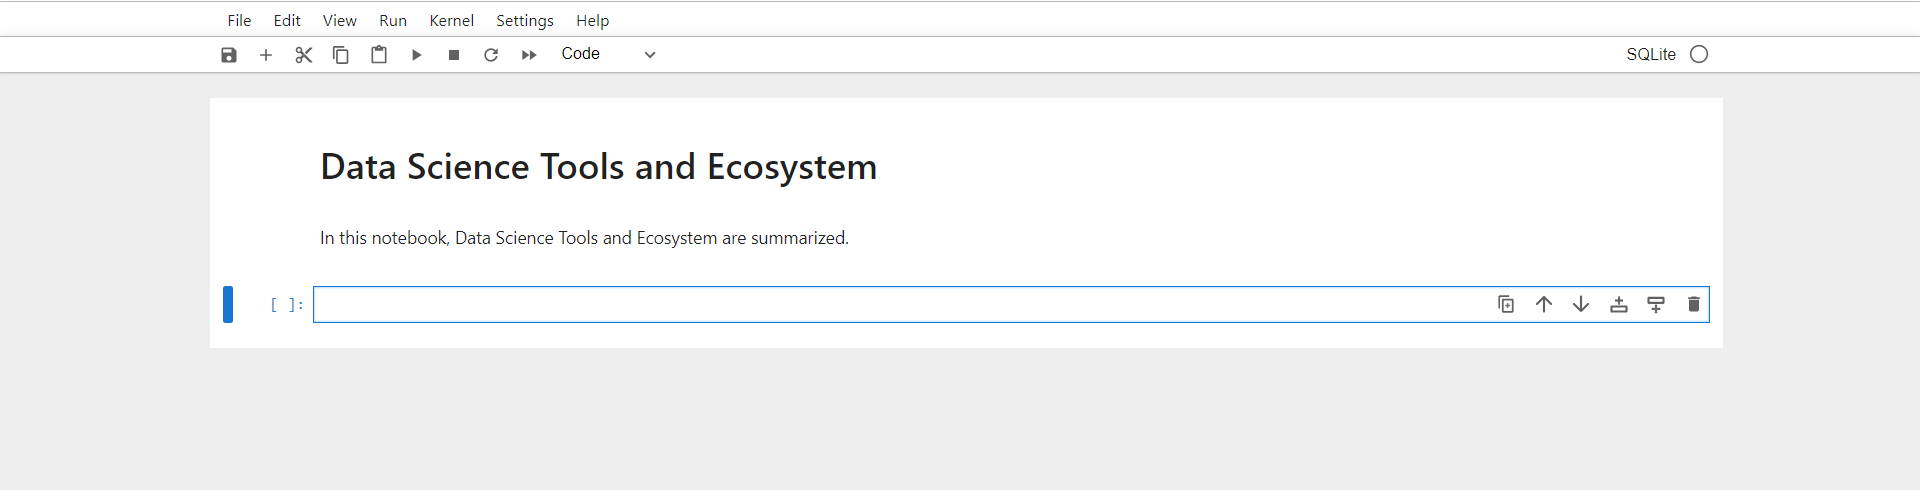 File Edit View Run Kernel Settings Help
Code SQLite
Data Science Tools and Ecosystem
In this notebook, Data Science Tools and Ecosystem are summarized.
[ ]: